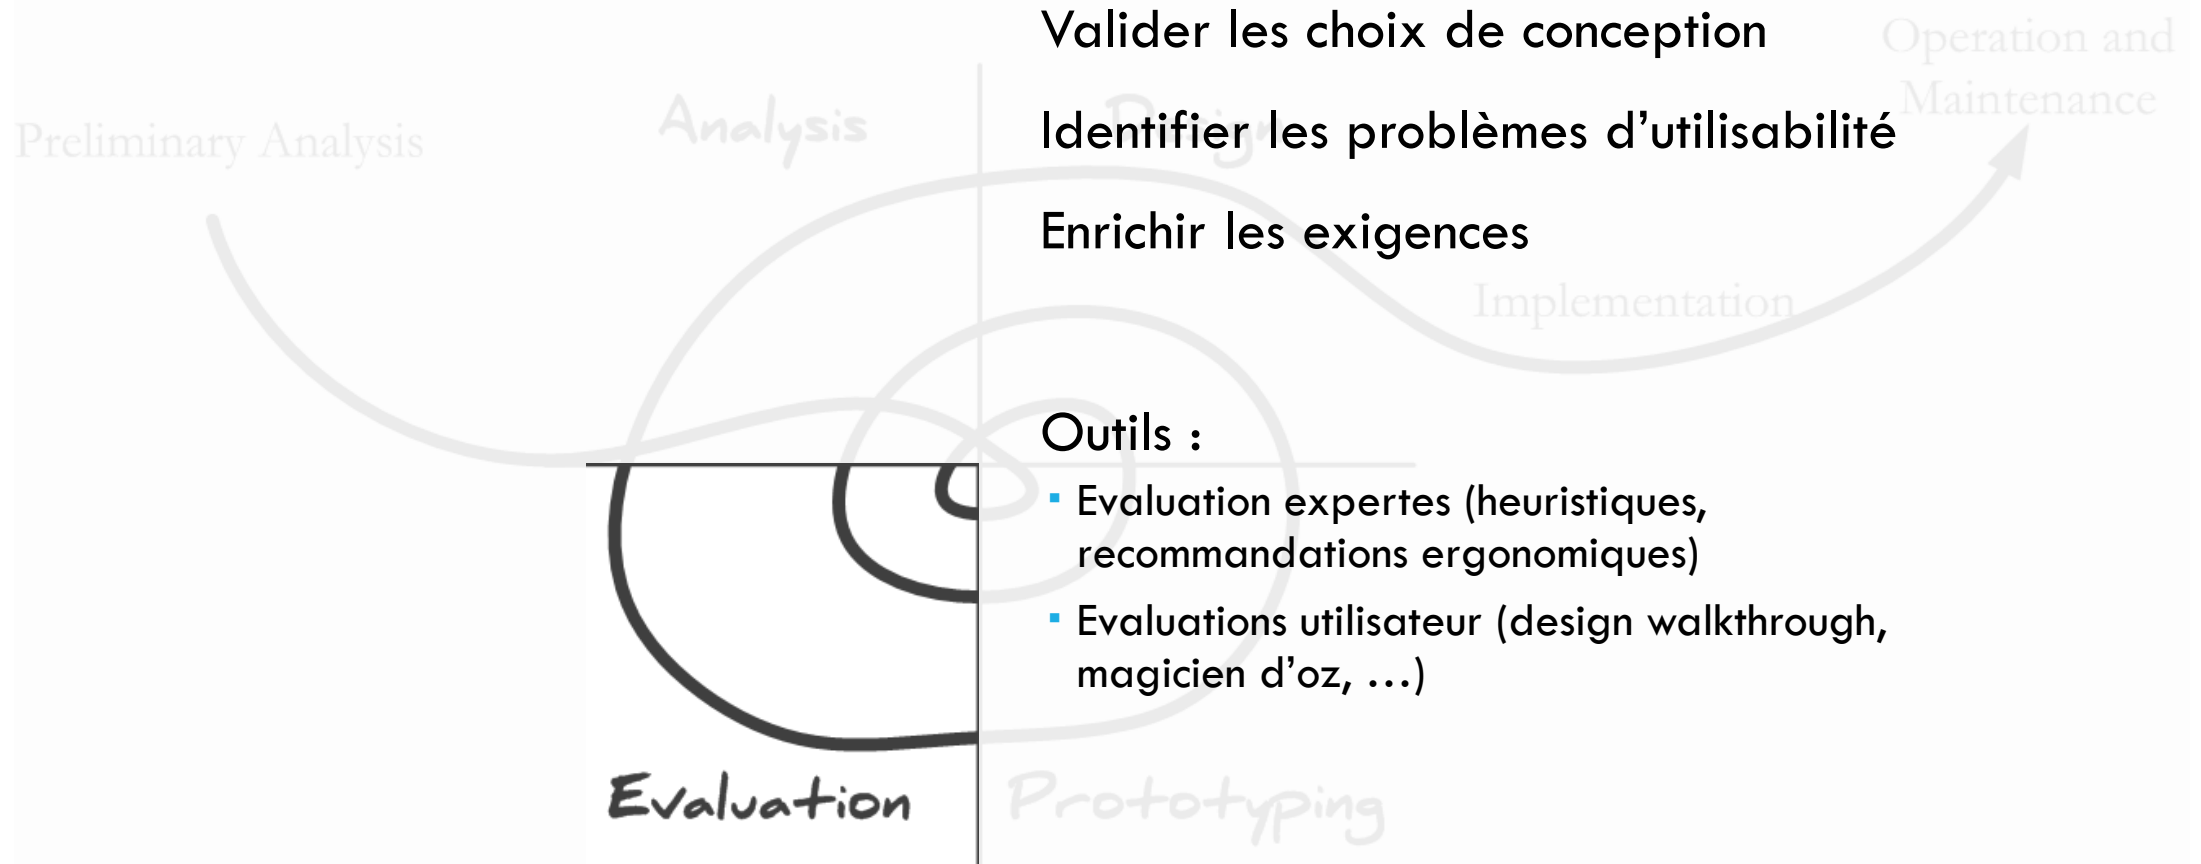 Valider les choix de conception
Operation and
Maintenance
Analysis
Design
Preliminary Analysis
Identifier les problèmes d’utilisabilité
Enrichir les exigences
Implementation
Outils :
Evaluation expertes (heuristiques,
recommandations ergonomiques)
Evaluations utilisateur (design walkthrough,
magicien d’oz, …)
Evaluation
Prototyping